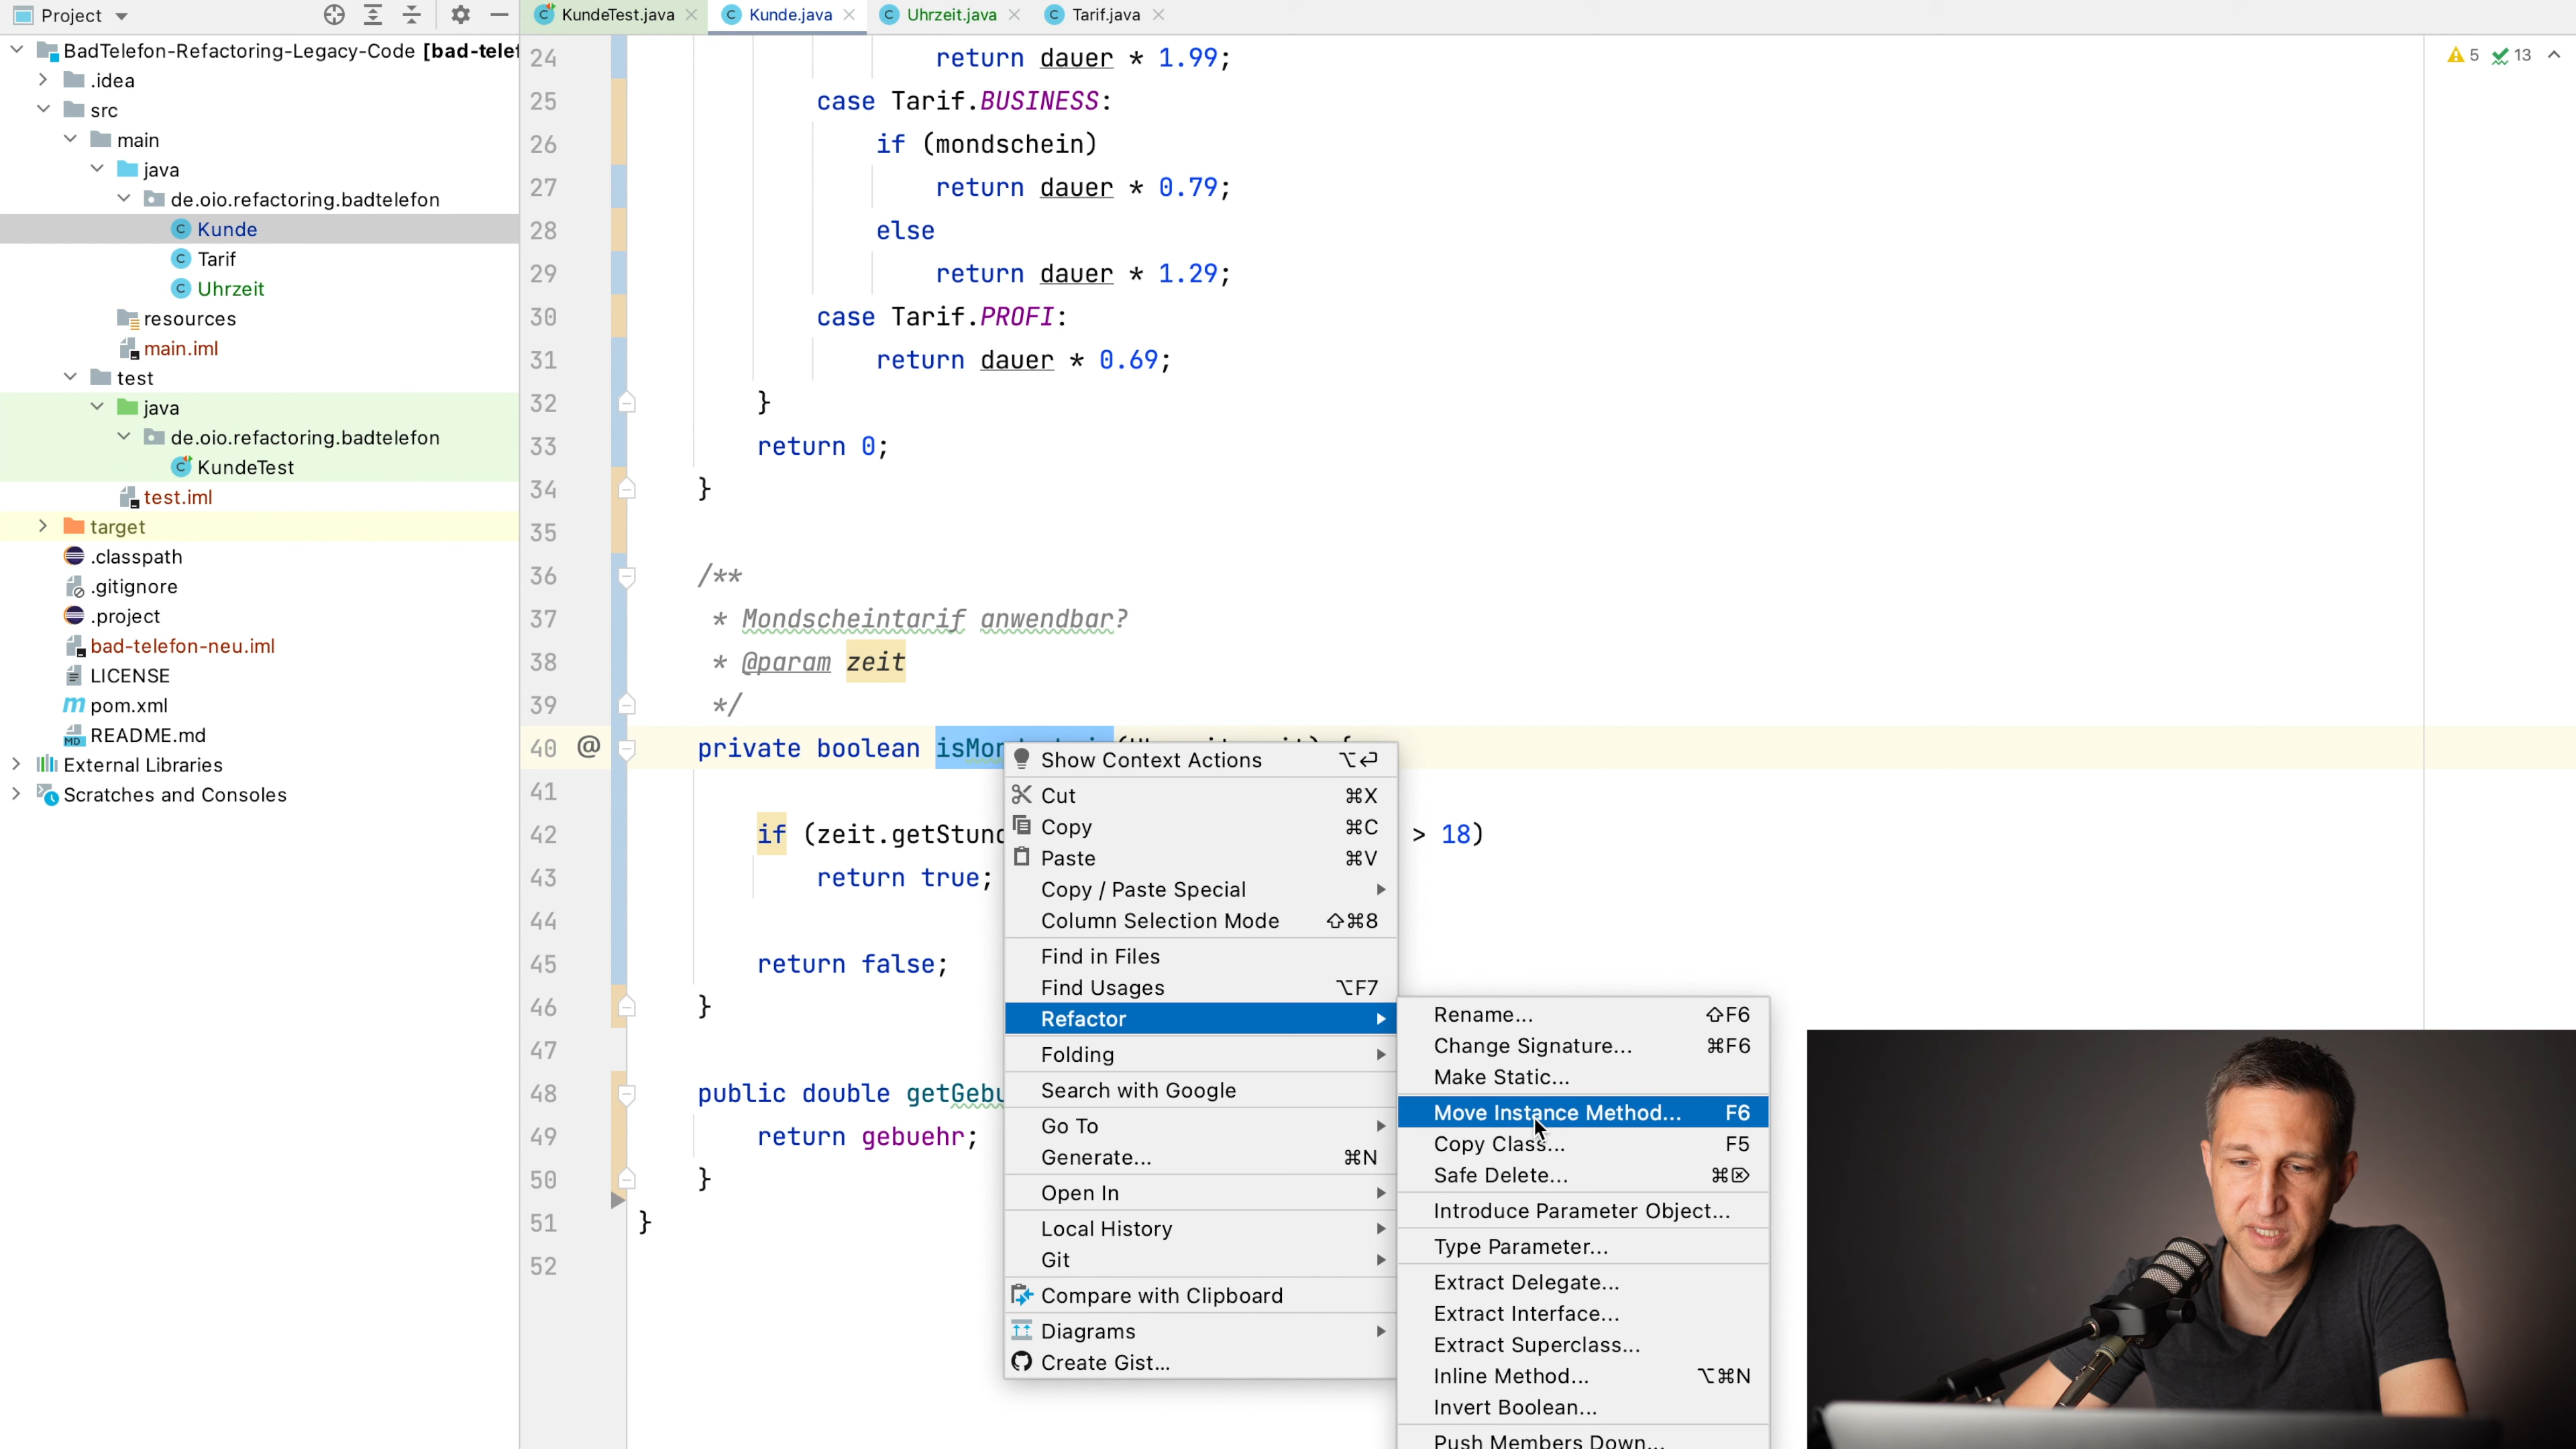 Project
KundeTest.java
Kunde.java
Uhrzeit.java
Tarif.java
BadTelefon-Refactoring-Legacy-Code
.idea
src
main
java
de.oio.refactoring.badtelefon
Kunde
Tarif
Uhrzeit
resources
main.iml
test
java
de.oio.refactoring.badtelefon
KundeTest
test.iml
target
.classpath
.gitignore
.project
bad-telefon-neu.iml
LICENSE
pom.xml
README.md
External Libraries
Scratches and Consoles
5 13
24 return dauer * 1.99;
25 case Tarif.BUSINESS:
26 if (mondschein)
27 return dauer * 0.79;
28 else
29 return dauer * 1.29;
30 case Tarif.PROFI:
31 return dauer * 0.69;
32 }
33 return 0;
34 }
35
36 /**
37 * Mondscheintarif anwendbar?
38 * @param zeit
39 */
40 @ private boolean
41
42 if > 18)
43 return true;
44
45 return false;
46 }
47
48 public double
49 return gebuehr;
50 }
51 }
52
Show Context Actions ⌥⏎
Cut ⌘X
Copy ⌘C
Paste ⌘V
Copy / Paste Special
Column Selection Mode ⇧⌘8
Find in Files
Find Usages ⌥F7
Refactor
Folding
Search with Google
Go To
Generate... ⌘N
Open In
Local History
Git
Compare with Clipboard
Diagrams
Create Gist...
Rename... ⇧F6
Change Signature... ⌘F6
Make Static...
Move Instance Method... F6
Copy Class... F5
Safe Delete... ⌘⌦
Introduce Parameter Object...
Type Parameter...
Extract Delegate...
Extract Interface...
Extract Superclass...
Inline Method... ⌥⌘N
Invert Boolean...
Push Members Down...